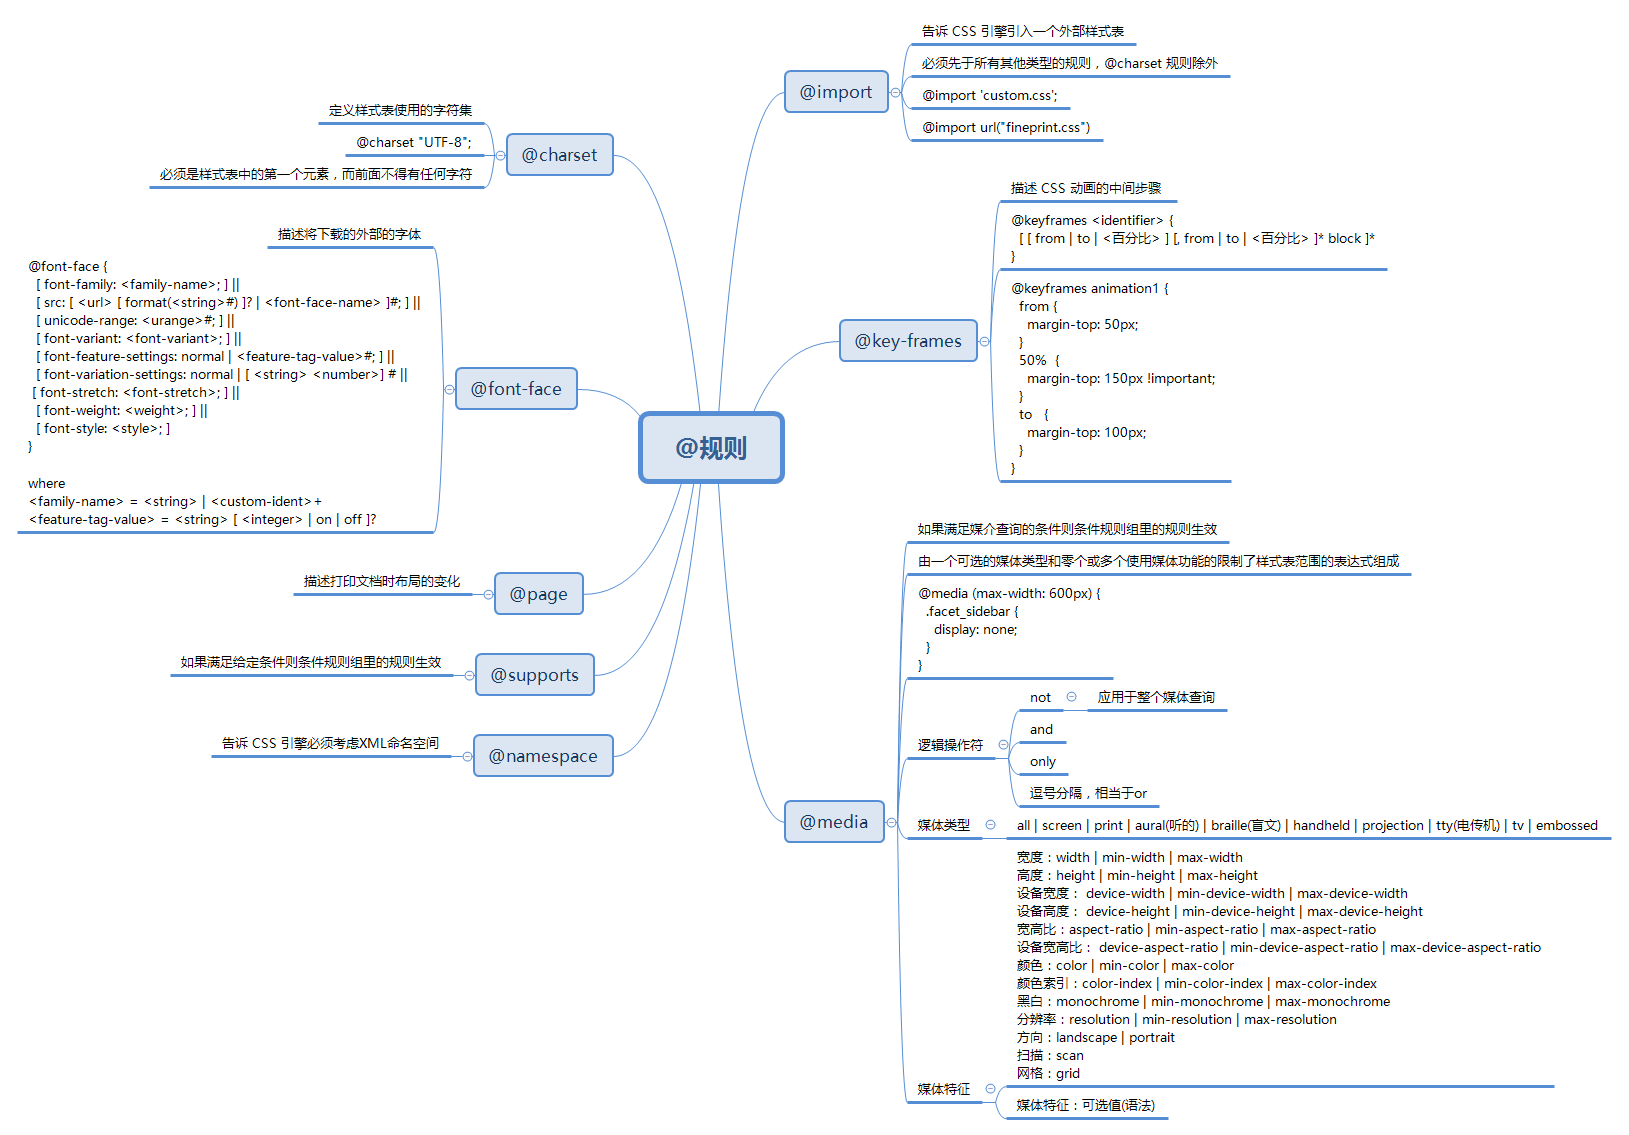 @规则
@charset
定义样式表使用的字符集
@charset "UTF-8";
必须是样式表中的第一个元素，而前面不得有任何字符
@font-face
描述将下载的外部的字体
@font-face {
[ font-family: <family-name>; ] ||
[ src: [ <url> [ format(<string>#) ]? | <font-face-name> ]#; ] ||
[ unicode-range: <urange>#; ] ||
[ font-variant: <font-variant>; ] ||
[ font-feature-settings: normal | <feature-tag-value>#; ] ||
[ font-variation-settings: normal | [ <string> <number>] # ||
[ font-stretch: <font-stretch>; ] ||
[ font-weight: <weight>; ] ||
[ font-style: <style>; ]
}
where
<family-name> = <string> | <custom-ident>+
<feature-tag-value> = <string> [ <integer> | on | off ]?
@page
描述打印文档时布局的变化
@supports
如果满足给定条件则条件规则组里的规则生效
@namespace
告诉 CSS 引擎必须考虑XML命名空间
@import
告诉 CSS 引擎引入一个外部样式表
必须先于所有其他类型的规则，@charset 规则除外
@import 'custom.css';
@import url("fineprint.css")
@key-frames
描述 CSS 动画的中间步骤
@keyframes <identifier> {
[ [ from | to | <百分比> ] [, from | to | <百分比> ]* block ]*
}
@keyframes animation1 {
from {
margin-top: 50px;
}
50% {
margin-top: 150px !important;
}
to {
margin-top: 100px;
}
}
@media
如果满足媒介查询的条件则条件规则组里的规则生效
由一个可选的媒体类型和零个或多个使用媒体功能的限制了样式表范围的表达式组成
@media (max-width: 600px) {
.facet_sidebar {
display: none;
}
}
逻辑操作符
not
应用于整个媒体查询
and
only
逗号分隔，相当于or
媒体类型
all | screen | print | aural(听的) | braille(盲文) | handheld | projection | tty(电传机) | tv | embossed
媒体特征
宽度：width | min-width | max-width
高度：height | min-height | max-height
设备宽度： device-width | min-device-width | max-device-width
设备高度： device-height | min-device-height | max-device-height
宽高比：aspect-ratio | min-aspect-ratio | max-aspect-ratio
设备宽高比： device-aspect-ratio | min-device-aspect-ratio | max-device-aspect-ratio
颜色：color | min-color | max-color
颜色索引：color-index | min-color-index | max-color-index
黑白：monochrome | min-monochrome | max-monochrome
分辨率：resolution | min-resolution | max-resolution
方向：landscape | portrait
扫描：scan
网格：grid
媒体特征：可选值(语法)